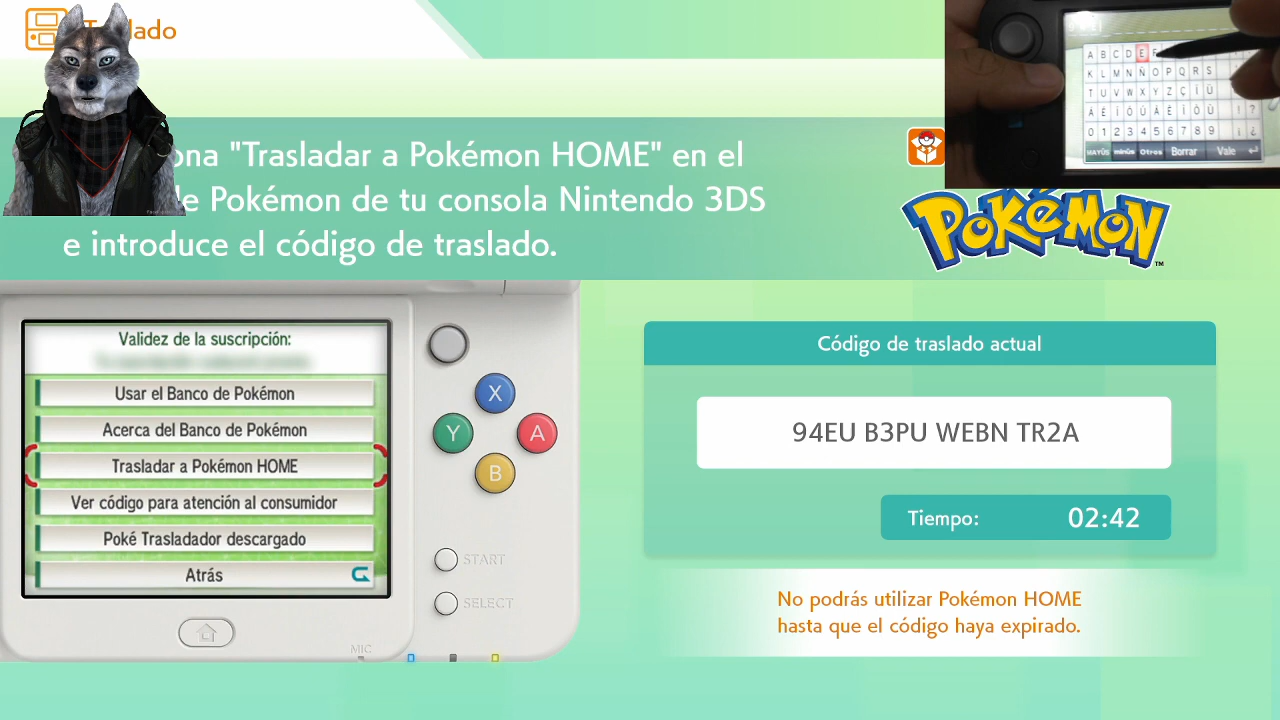 lado
ona "Trasladar a Pokémon HOME" en el
e Pokémon de tu consola Nintendo 3DS
e introduce el código de traslado.
POKéMON
TM
A B C D E
K L M N Ñ O P Q R S
T U V W X Y Z Ç
0 1 2 3 4 5 6 7 8 9
MAYÚS minús Otros Borrar Vale
Validez de la suscripción:
Usar el Banco de Pokémon
Acerca del Banco de Pokémon
Trasladar a Pokémon HOME
Ver código para atención al consumidor
Poké Trasladador descargado
Atrás
X
Y
A
B
START
SELECT
MIC
Código de traslado actual
94EU B3PU WEBN TR2A
Tiempo: 02:42
No podrás utilizar Pokémon HOME
hasta que el código haya expirado.